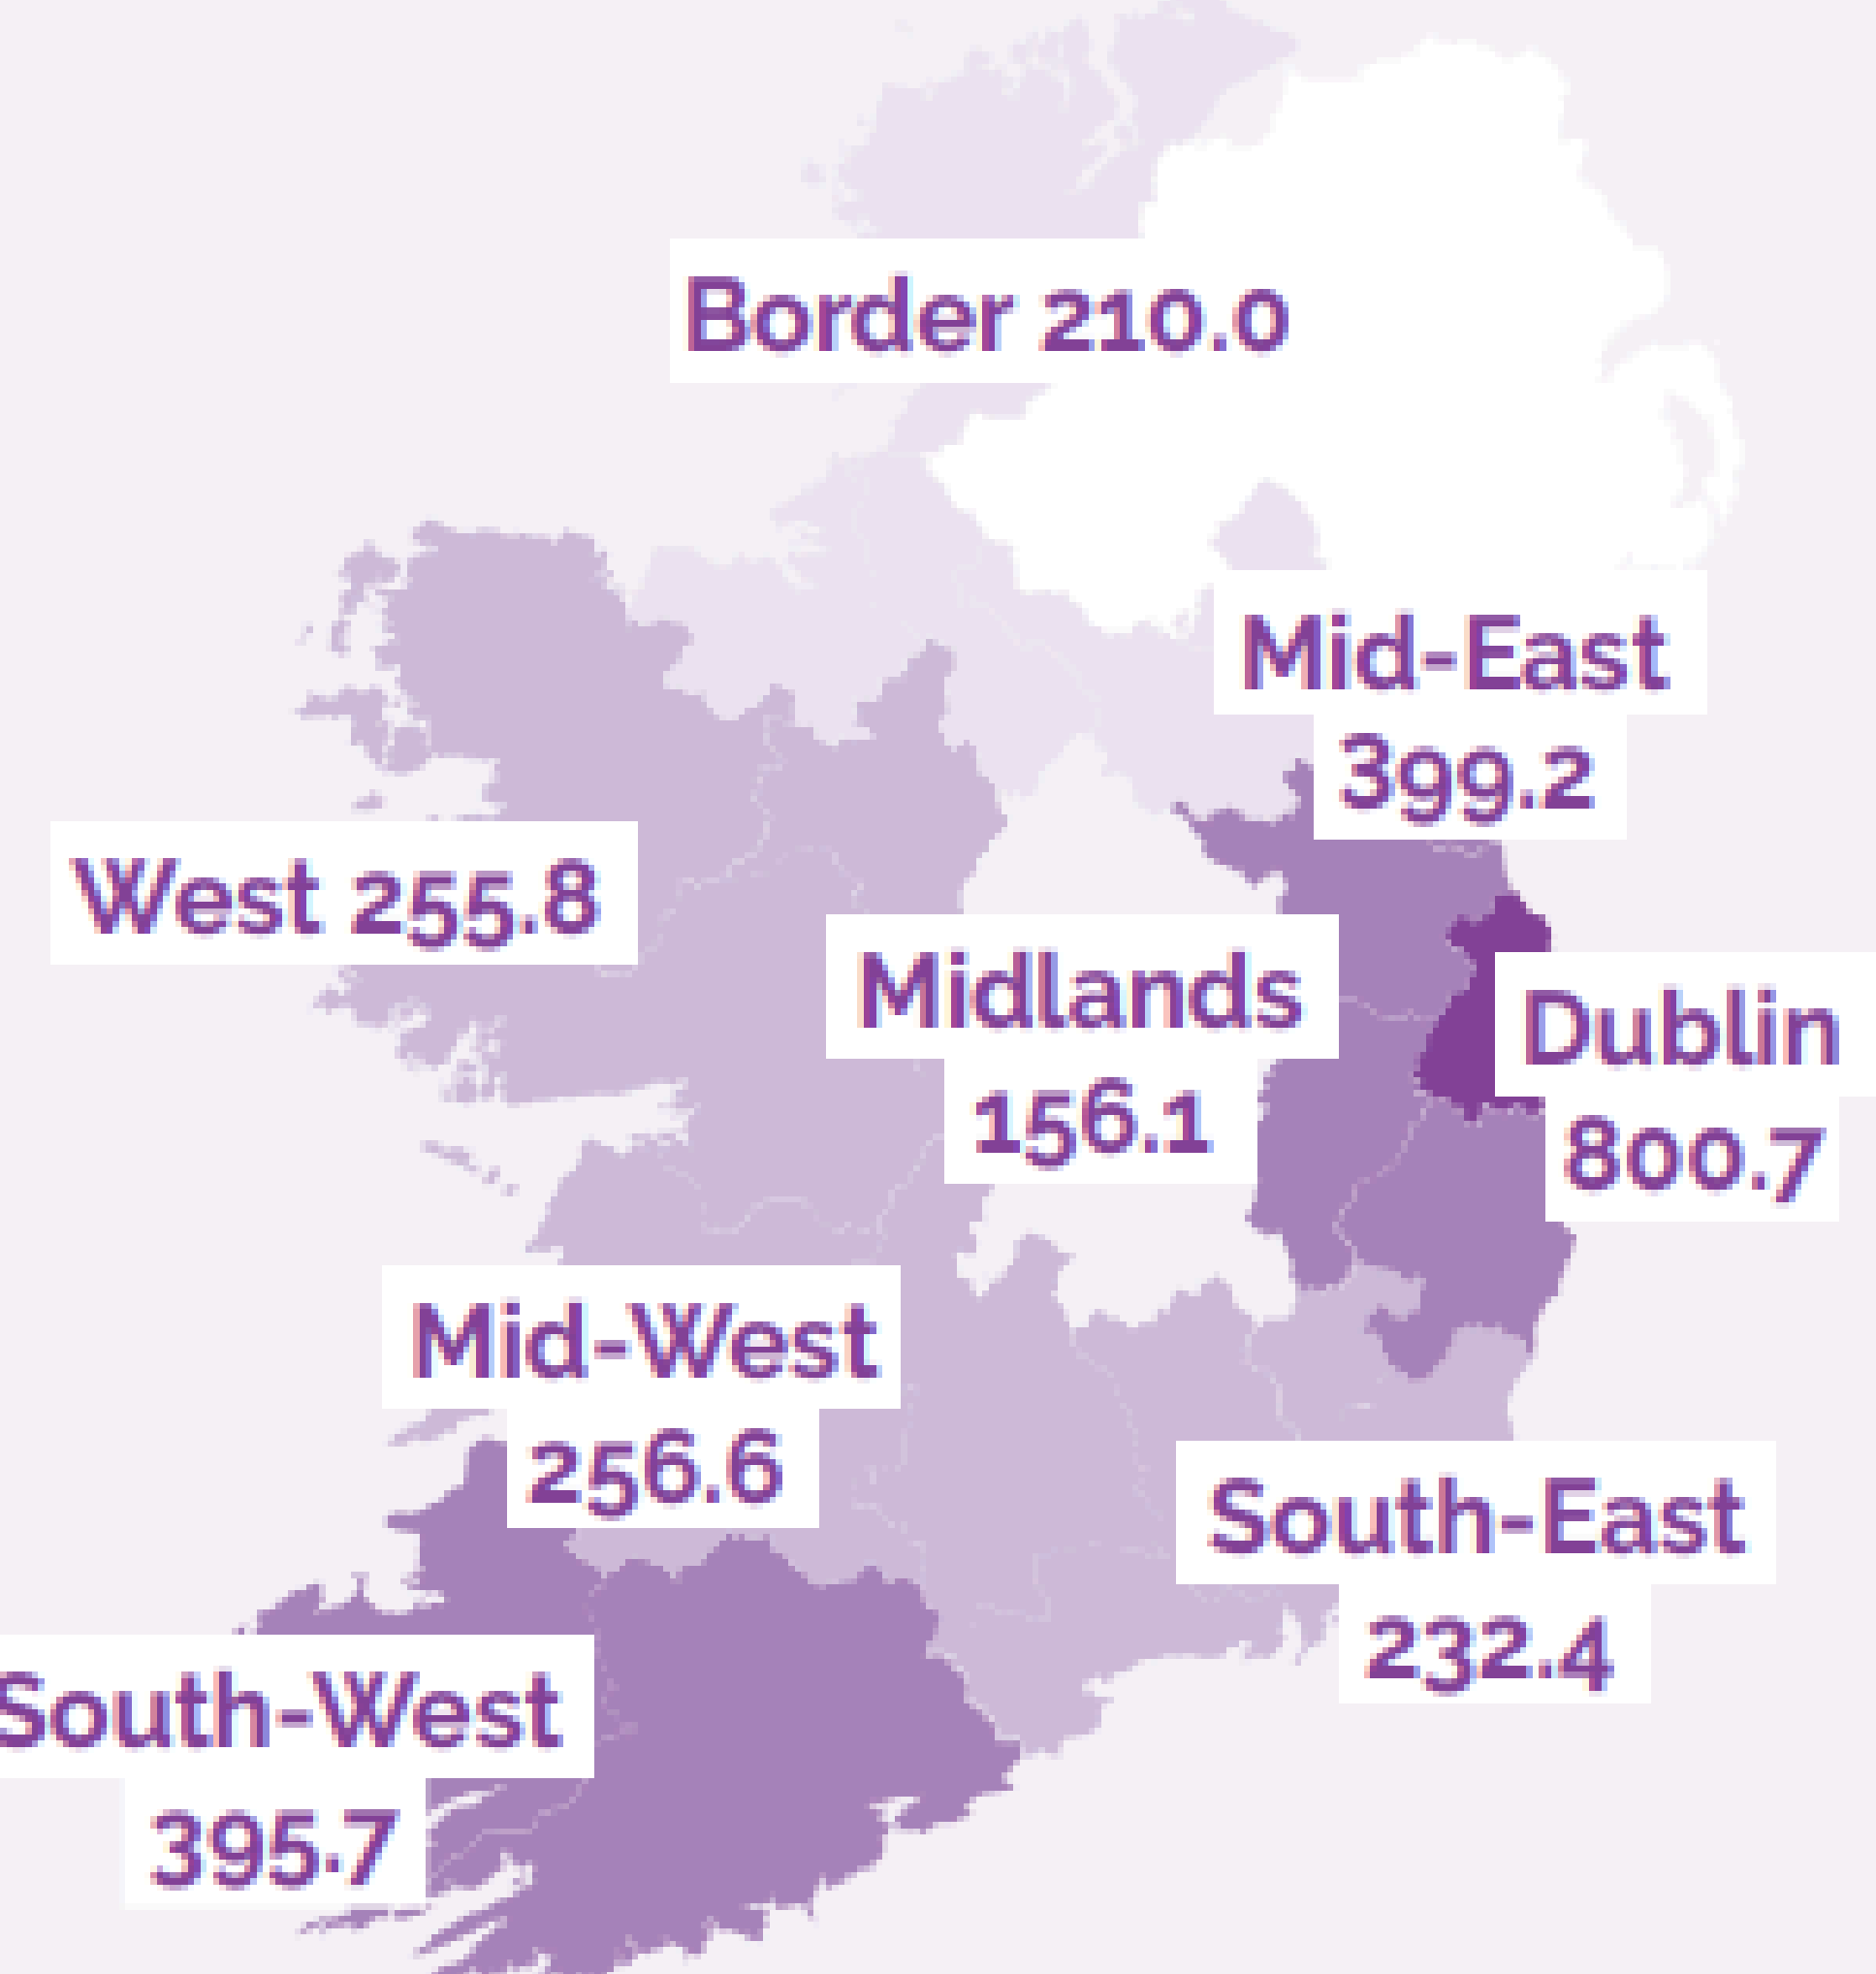 Border 210.0
Mid-East
399.2
West 255.8
Midlands
156.1
Dublin
800.7
Mid-West
256.6
South-East
232.4
South-West
395.7